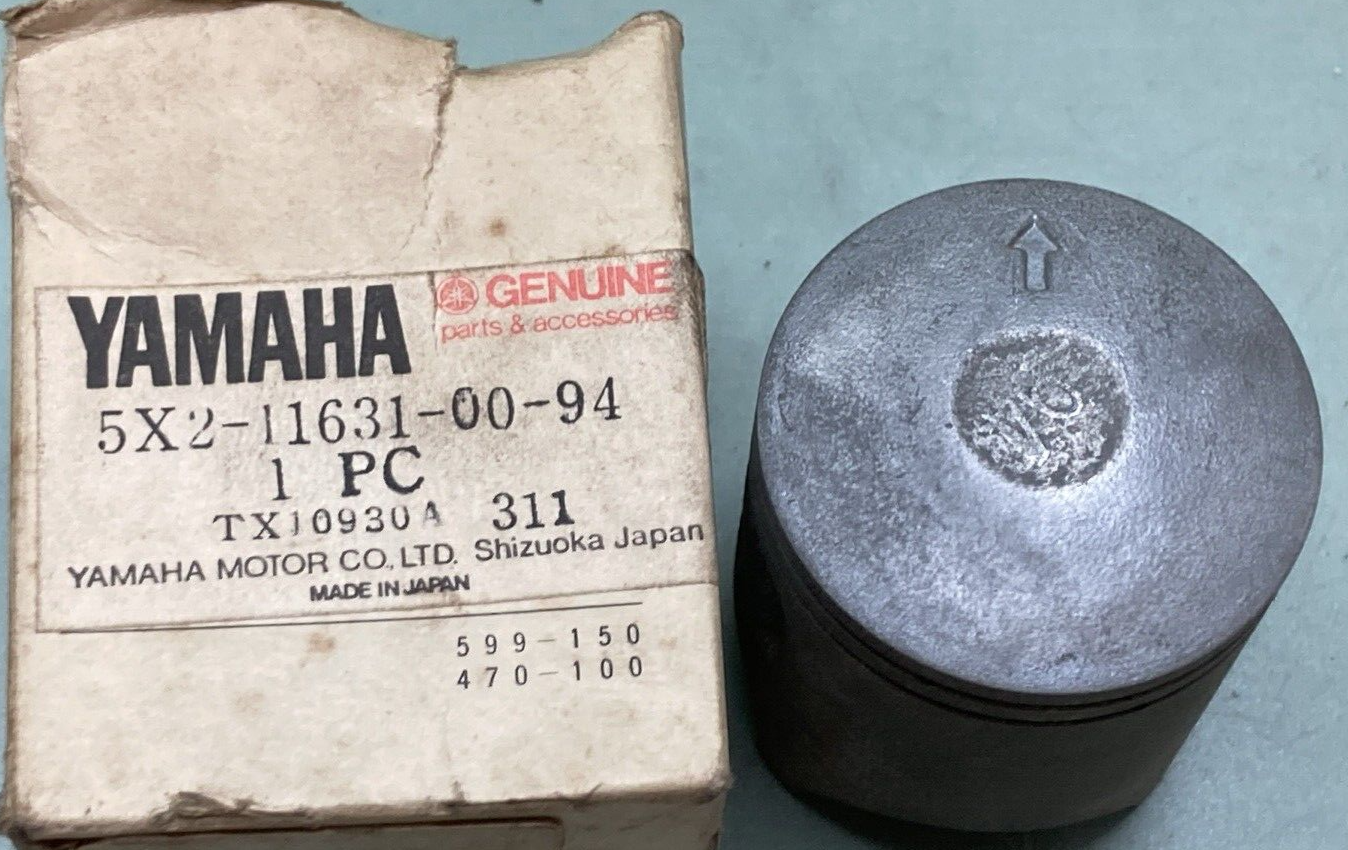 YAMAHA GENUINE
parts & accessories
5X2-11631-00-94
1 PC
TX10930A 311
YAMAHA MOTOR CO., LTD. Shizuoka Japan
MADE IN JAPAN
599-150
470-100